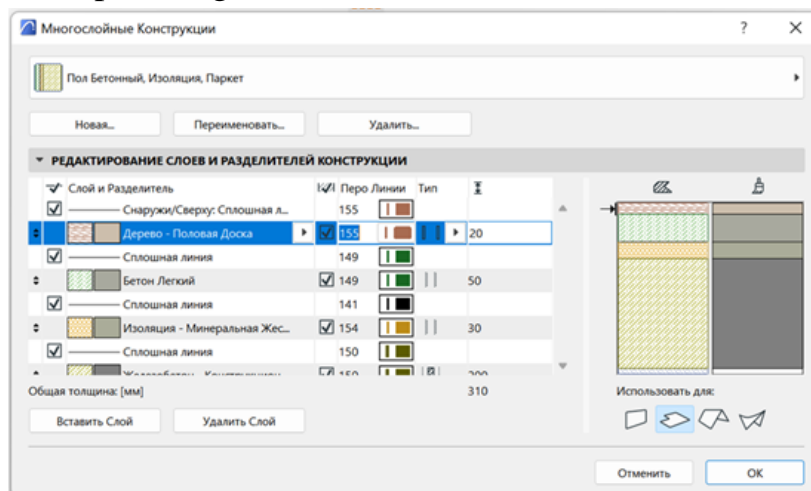 Многослойные Конструкции ? X
Пол Бетонный, Изоляция, Паркет
Новая... Переименовать... Удалить...
РЕДАКТИРОВАНИЕ СЛОЕВ И РАЗДЕЛИТЕЛЕЙ КОНСТРУКЦИИ
Слой и Разделитель Перо Линии Тип
Снаружи/Сверху: Сплошная л... 155
Дерево - Половая Доска 155 20
Сплошная линия 149
Бетон Легкий 149 50
Сплошная линия 141
Изоляция - Минеральная Жес... 154 30
Сплошная линия 150
Общая толщина: [мм] 310 Использовать для:
Вставить Слой Удалить Слой
Отменить OK